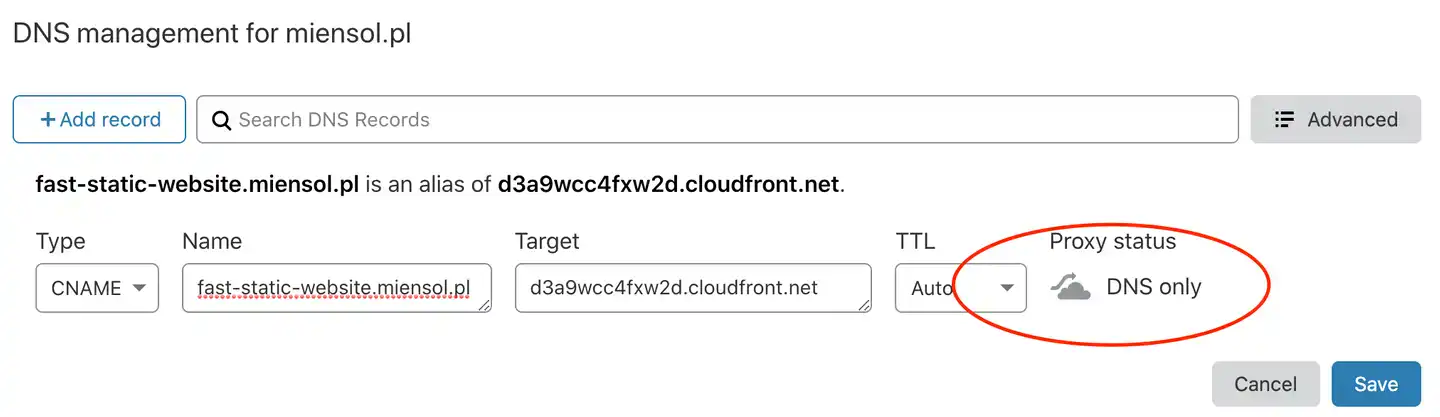 DNS management for miensol.pl
+ Add record
Search DNS Records
Advanced
fast-static-website.miensol.pl is an alias of d3a9wcc4fxw2d.cloudfront.net.
Type Name Target TTL Proxy status
CNAME fast-static-website.miensol.pl d3a9wcc4fxw2d.cloudfront.net Auto DNS only
Cancel Save